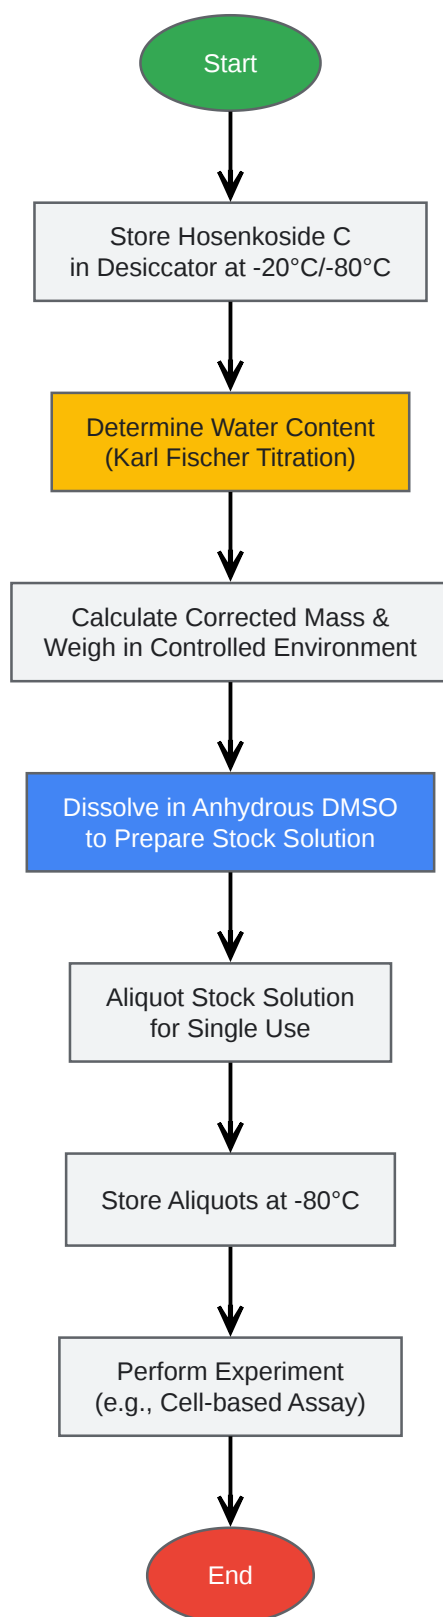 Start
Store Hosenkoside C
in Desiccator at -20°C/-80°C
Determine Water Content
(Karl Fischer Titration)
Calculate Corrected Mass &
Weigh in Controlled Environment
Dissolve in Anhydrous DMSO
to Prepare Stock Solution
Aliquot Stock Solution
for Single Use
Store Aliquots at -80°C
Perform Experiment
(e.g., Cell-based Assay)
End